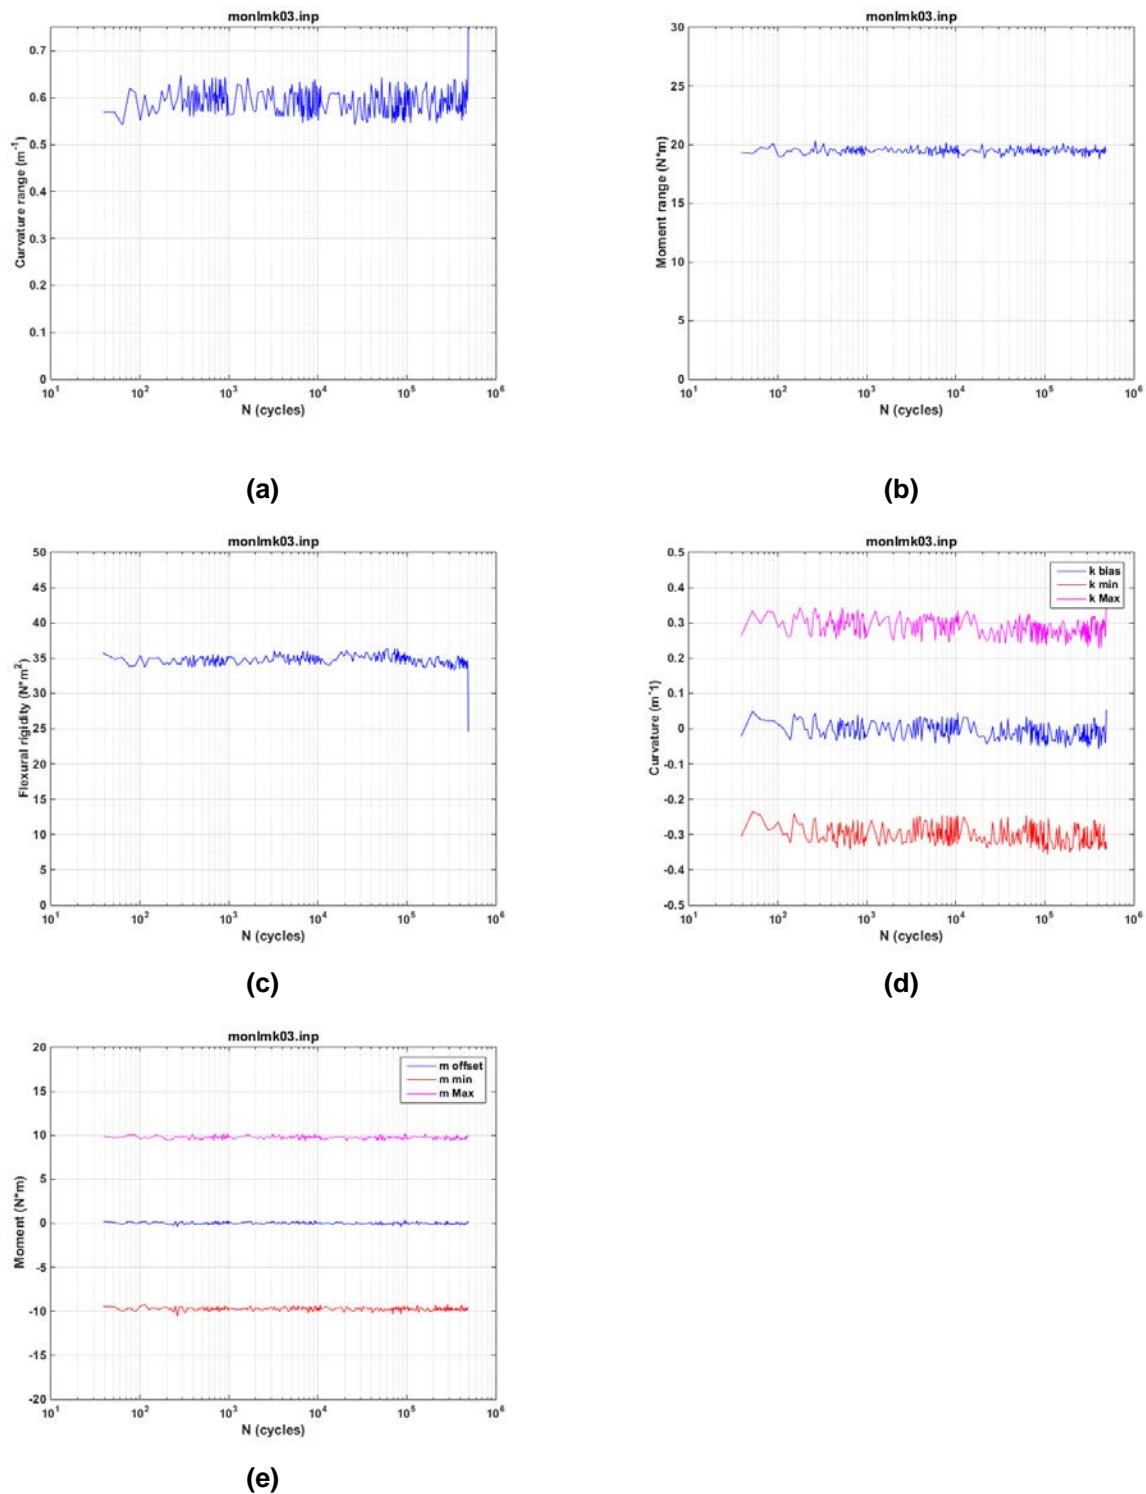 monlmk03.inp
Curvature range (m⁻¹)
0.7
0.6
0.5
0.4
0.3
0.2
0.1
0
10¹ 10² 10³ 10⁴ 10⁵ 10⁶
N (cycles)
(a)
monlmk03.inp
Moment range (N*m)
30
25
20
15
10
5
0
10¹ 10² 10³ 10⁴ 10⁵ 10⁶
N (cycles)
(b)
monlmk03.inp
Flexural rigidity (N*m²)
50
45
40
35
30
25
20
15
10
5
0
10¹ 10² 10³ 10⁴ 10⁵ 10⁶
N (cycles)
(c)
monlmk03.inp
Curvature (mˆ1)
0.5
0.4
0.3
0.2
0.1
0
-0.1
-0.2
-0.3
-0.4
-0.5
k bias
k min
k Max
10¹ 10² 10³ 10⁴ 10⁵ 10⁶
N (cycles)
(d)
monlmk03.inp
Moment (N*m)
20
15
10
5
0
-5
-10
-15
-20
m offset
m min
m Max
10¹ 10² 10³ 10⁴ 10⁵ 10⁶
N (cycles)
(e)